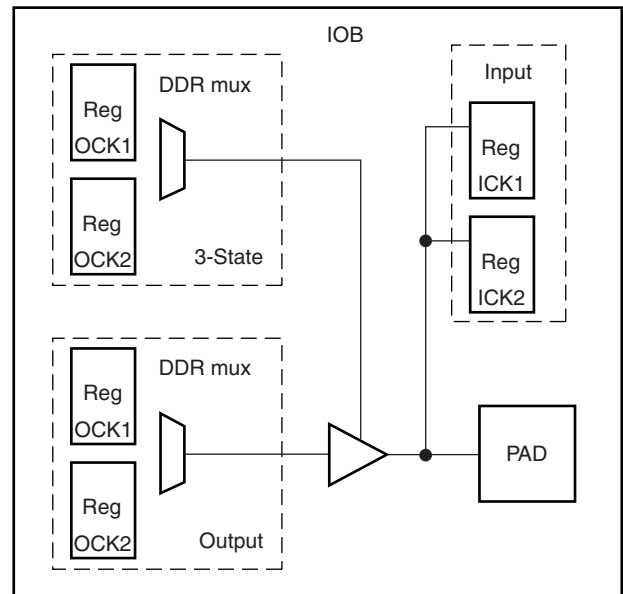 IOB
DDR mux
Reg
OCK1
Reg
OCK2
3-State
Input
Reg
ICK1
Reg
ICK2
DDR mux
Reg
OCK1
Reg
OCK2
Output
PAD